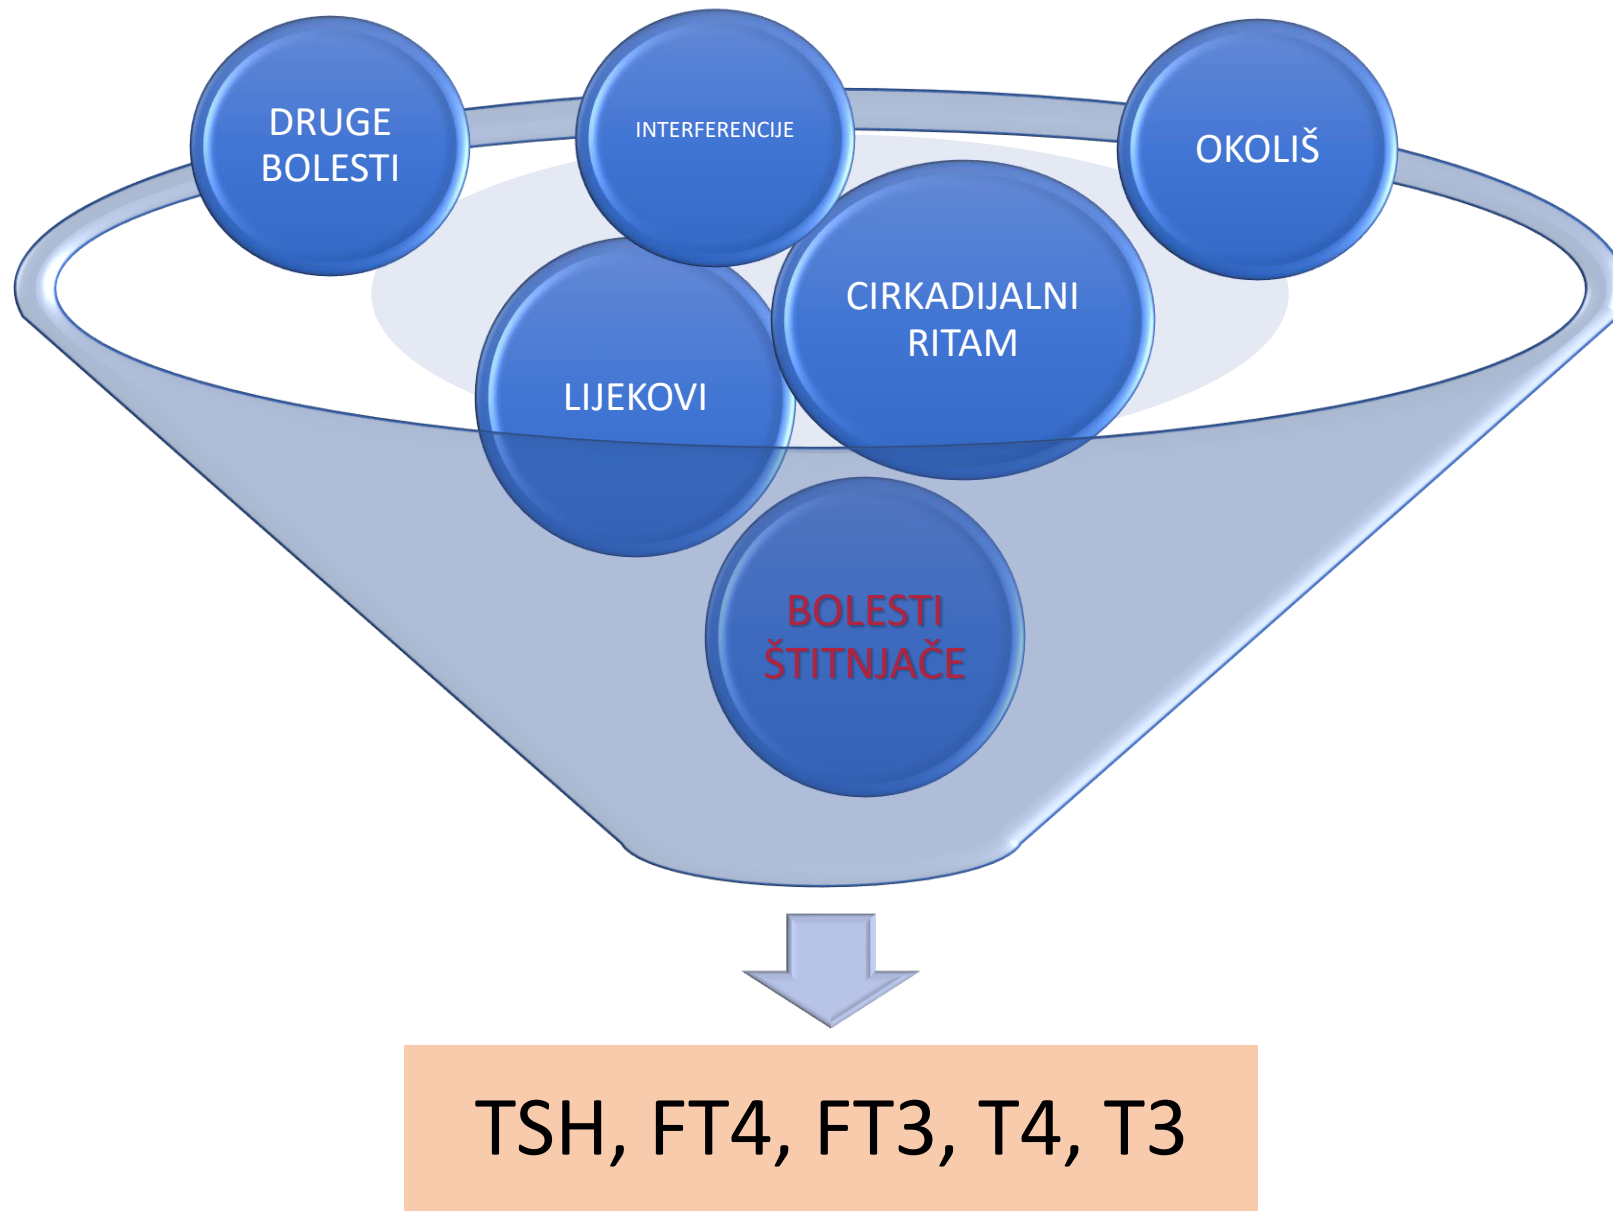 DRUGE
BOLESTI
INTERFERENCIJE
OKOLIŠ
CIRKADIJALNI
RITAM
LIJEKOVI
BOLESTI
ŠTITNJAČE
TSH, FT4, FT3, T4, T3